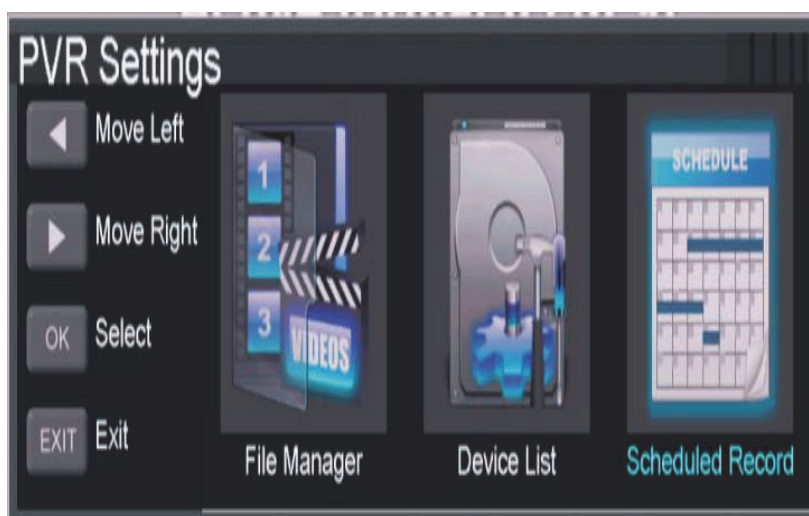 PVR Settings
Move Left
Move Right
OK Select
EXIT Exit
1
2
3
VIDEOS
SCHEDULE
File Manager
Device List
Scheduled Record